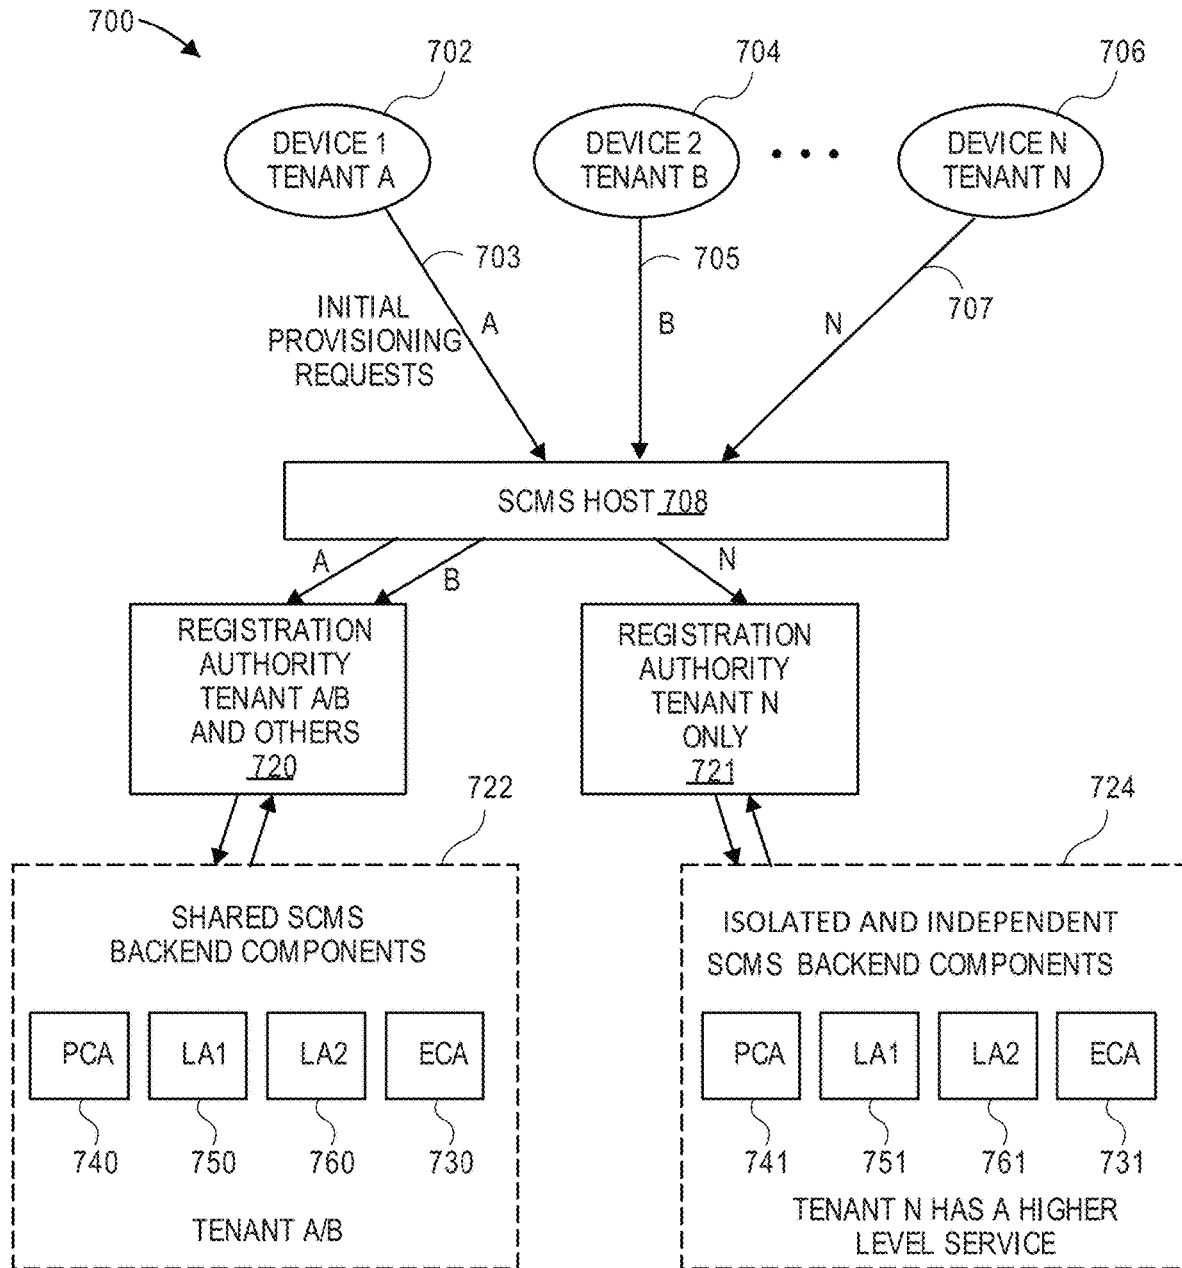 700
702
704
706
DEVICE 1
TENANT A
DEVICE 2
TENANT B
DEVICE N
TENANT N
703
705
707
INITIAL
PROVISIONING
REQUESTS
A
B
N
SCMS HOST 708
A
B
N
REGISTRATION
AUTHORITY
TENANT A/B
AND OTHERS
720
REGISTRATION
AUTHORITY
TENANT N
ONLY
721
722
724
SHARED SCMS
BACKEND COMPONENTS
PCA
LA1
LA2
ECA
740
750
760
730
TENANT A/B
ISOLATED AND INDEPENDENT
SCMS BACKEND COMPONENTS
PCA
LA1
LA2
ECA
741
751
761
731
TENANT N HAS A HIGHER
LEVEL SERVICE